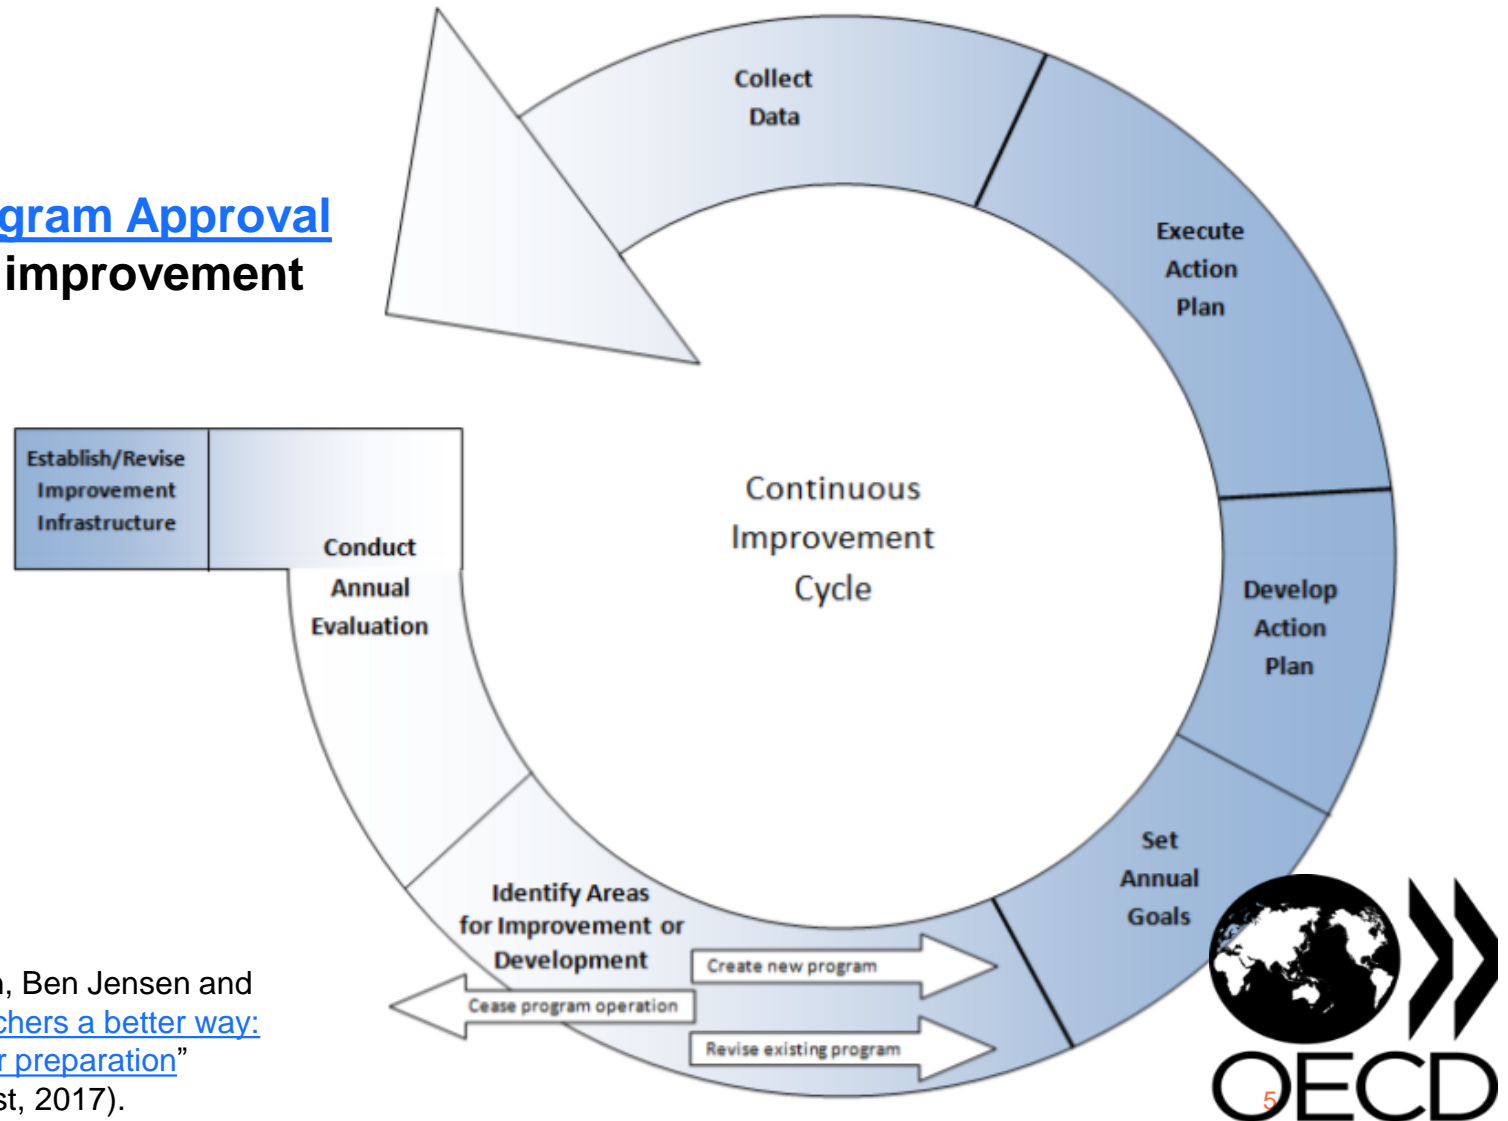 gram Approval
improvement
Collect
Data
Execute
Action
Plan
Establish/Revise
Improvement
Infrastructure
Conduct
Annual
Evaluation
Continuous
Improvement
Cycle
Develop
Action
Plan
Set
Annual
Goals
Identify Areas
for Improvement or
Development
Create new program
Cease program operation
Revise existing program
, Ben Jensen and
chers a better way:
r preparation”
st, 2017).
OECD
5